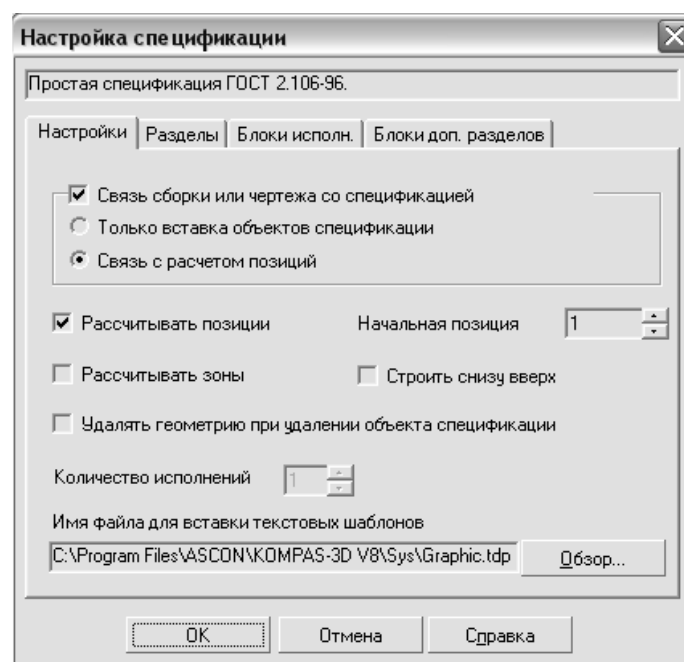 Настройка спецификации
Простая спецификация ГОСТ 2.106-96.
Настройки Разделы Блоки исполн. Блоки доп. разделов
Связь сборки или чертежа со спецификацией
Только вставка объектов спецификации
Связь с расчетом позиций
Рассчитывать позиции Начальная позиция 1
Рассчитывать зоны Строить снизу вверх
Удалять геометрию при удалении объекта спецификации
Количество исполнений 1
Имя файла для вставки текстовых шаблонов
C:\Program Files\ASCON\KOMPAS-3D V8\Sys\Graphic.tdp Обзор...
OK Отмена Справка